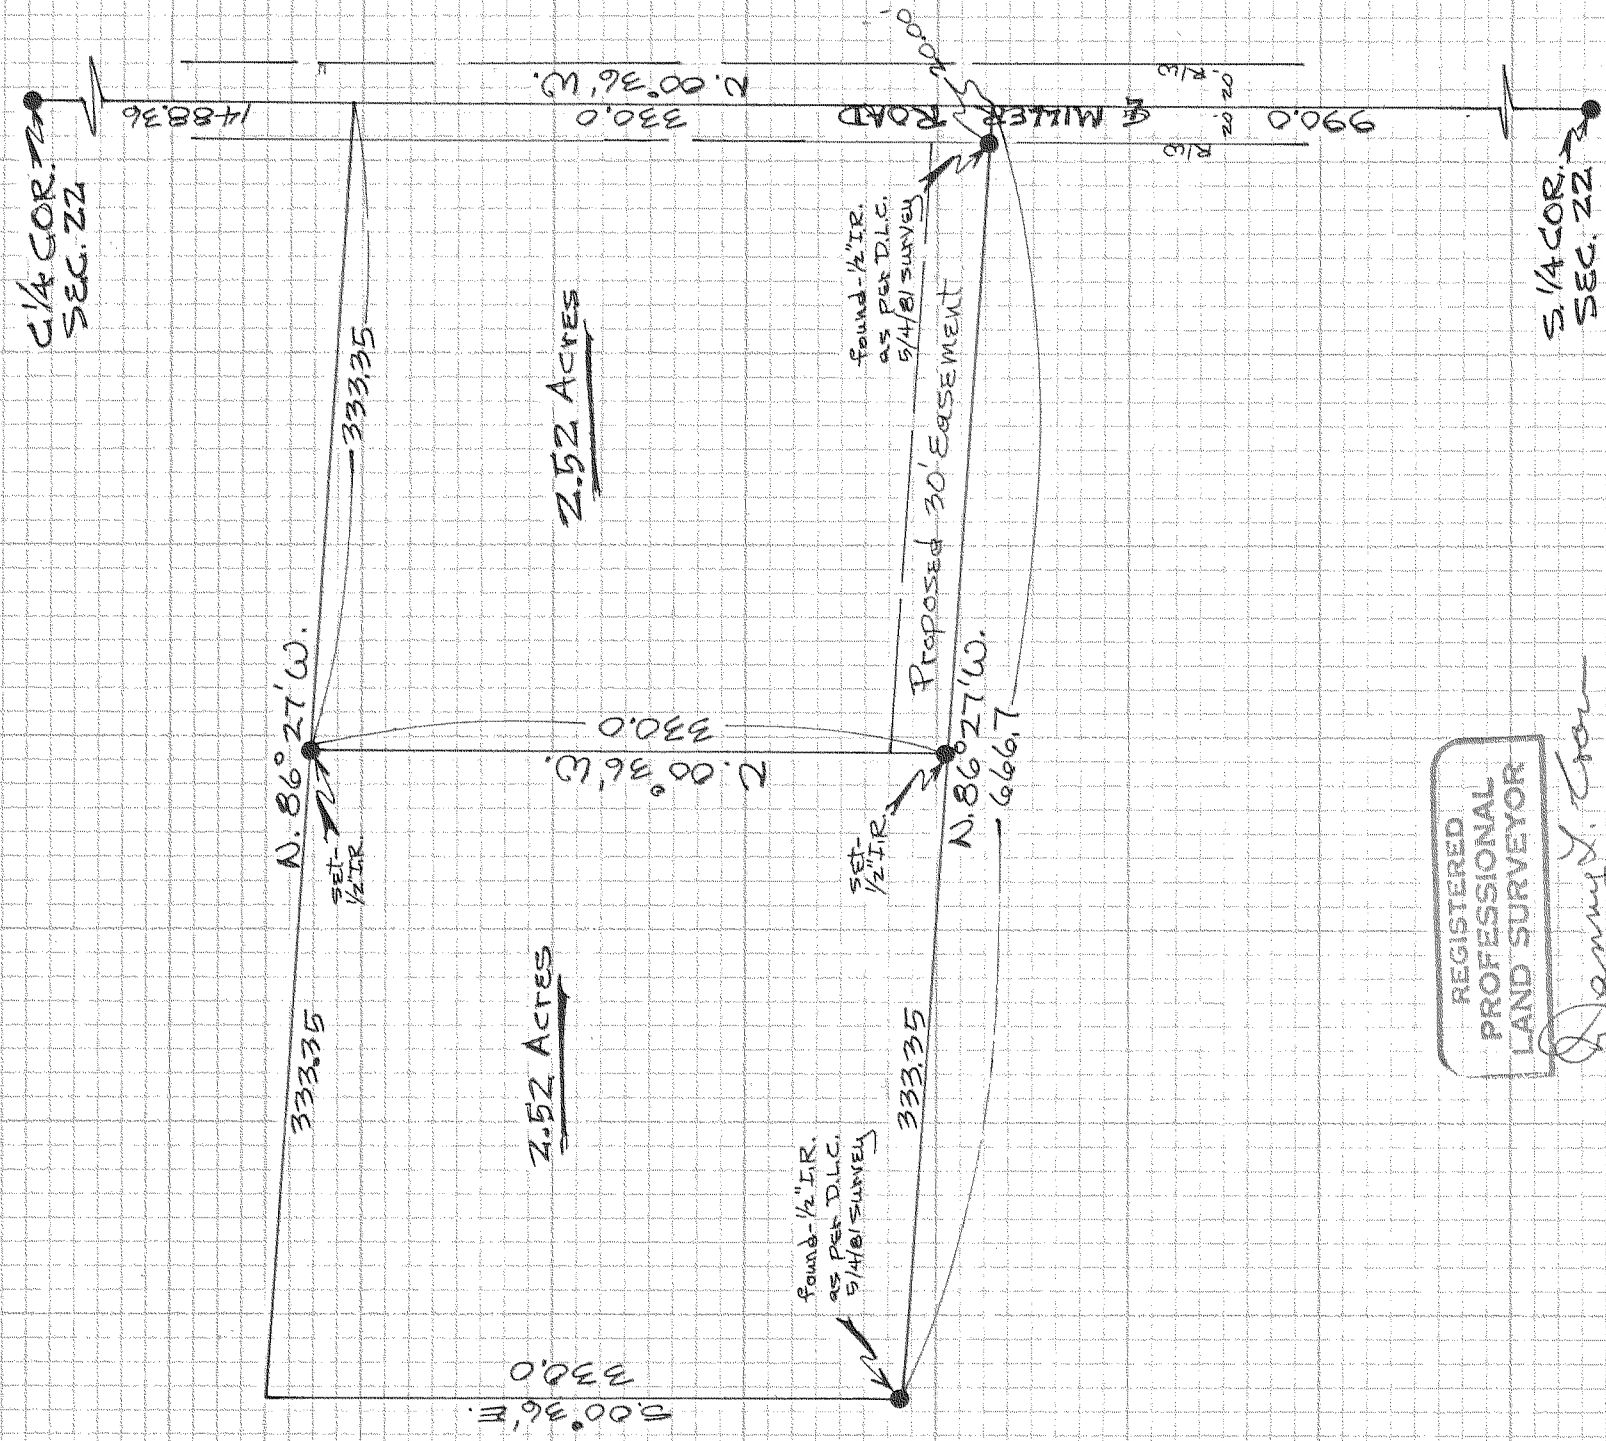 C. 1/4 COR.
SEC. 22
1488.36
N. 00° 36' W.
330.0
℄ MILLER ROAD
20.0'
R/W
20.
20.
R/W
990.0
S. 1/4 COR.
SEC. 22
333.35
2.52 Acres
found-1/2" I.R.
as per D.L.C.
5/4/81 survey
Proposed 30' Easement
N. 86° 27' W.
set-
1/2" I.R.
330.0
N. 00° 36' W.
set-
1/2" I.R.
N. 86° 27' W.
666.7
333.35
2.52 Acres
333.35
found-1/2" I.R.
as per D.L.C.
5/4/81 survey
330.0
S. 00° 36' E.
REGISTERED
PROFESSIONAL
LAND SURVEYOR